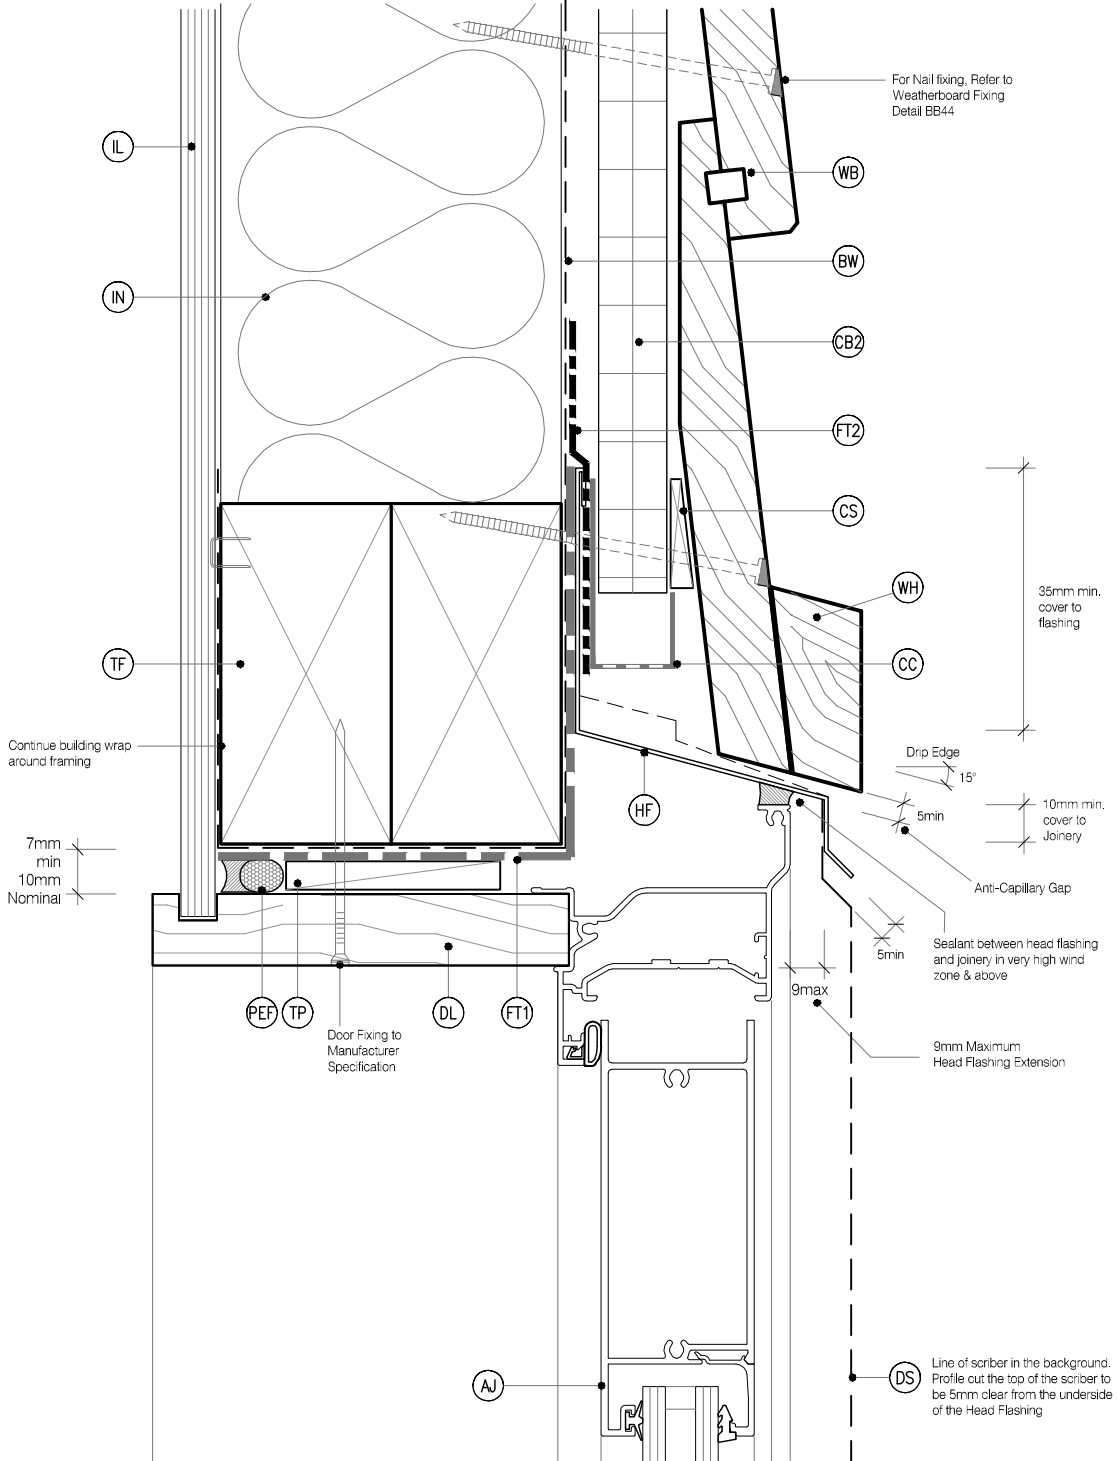 For Nail fixing, Refer to
Weatherboard Fixing
Detail BB44
IL
WB
BW
IN
CB2
FT2
CS
WH
35mm min.
cover to
flashing
TF
CC
Continue building wrap
around framing
Drip Edge
15°
HF
5min
10mm min.
cover to
Joinery
7mm
min
10mm
Nominal
Anti-Capillary Gap
Sealant between head flashing
and joinery in very high wind
zone & above
5min
9max
PEF
TP
DL
FT1
Door Fixing to
Manufacturer
Specification
9mm Maximum
Head Flashing Extension
AJ
DS
Line of scriber in the background.
Profile cut the top of the scriber to
be 5mm clear from the underside
of the Head Flashing